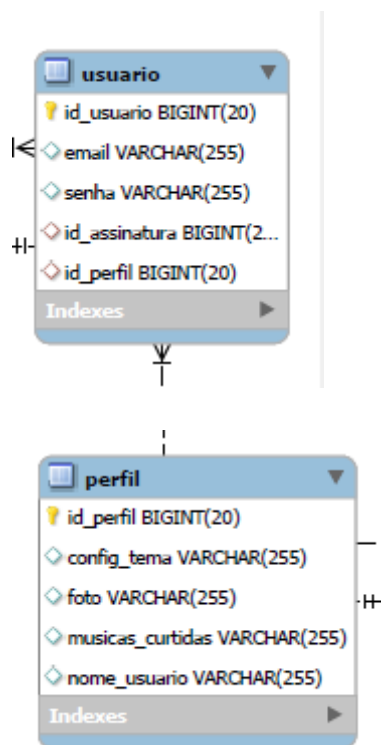 usuario
id_usuario BIGINT(20)
email VARCHAR(255)
senha VARCHAR(255)
id_assinatura BIGINT(2...
id_perfil BIGINT(20)
Indexes
perfil
id_perfil BIGINT(20)
config_tema VARCHAR(255)
foto VARCHAR(255)
musicas_curtidas VARCHAR(255)
nome_usuario VARCHAR(255)
Indexes